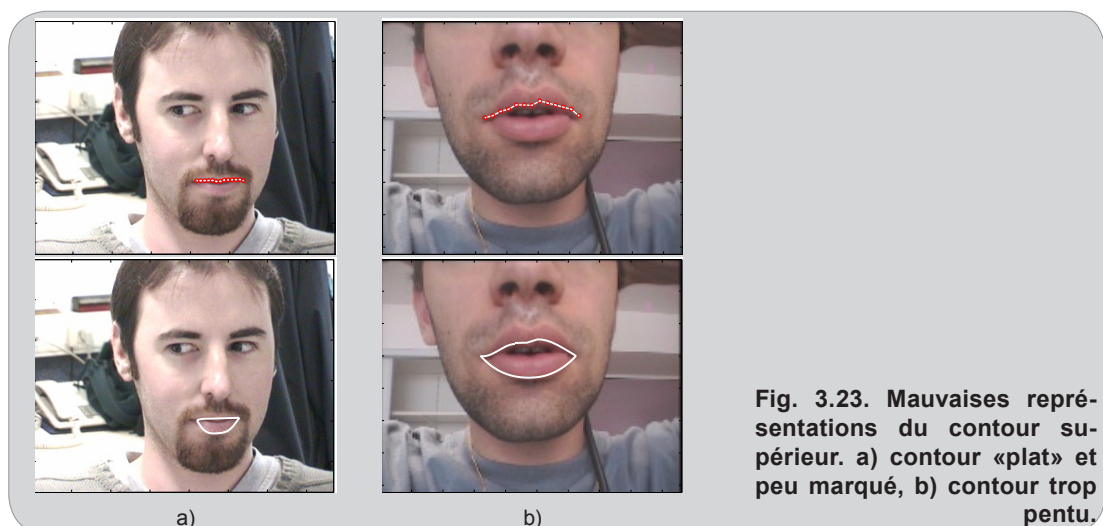 a)
b)
Fig. 3.23. Mauvaises repré-
sentations du contour su-
périeur. a) contour «plat» et
peu marqué, b) contour trop
pentu.